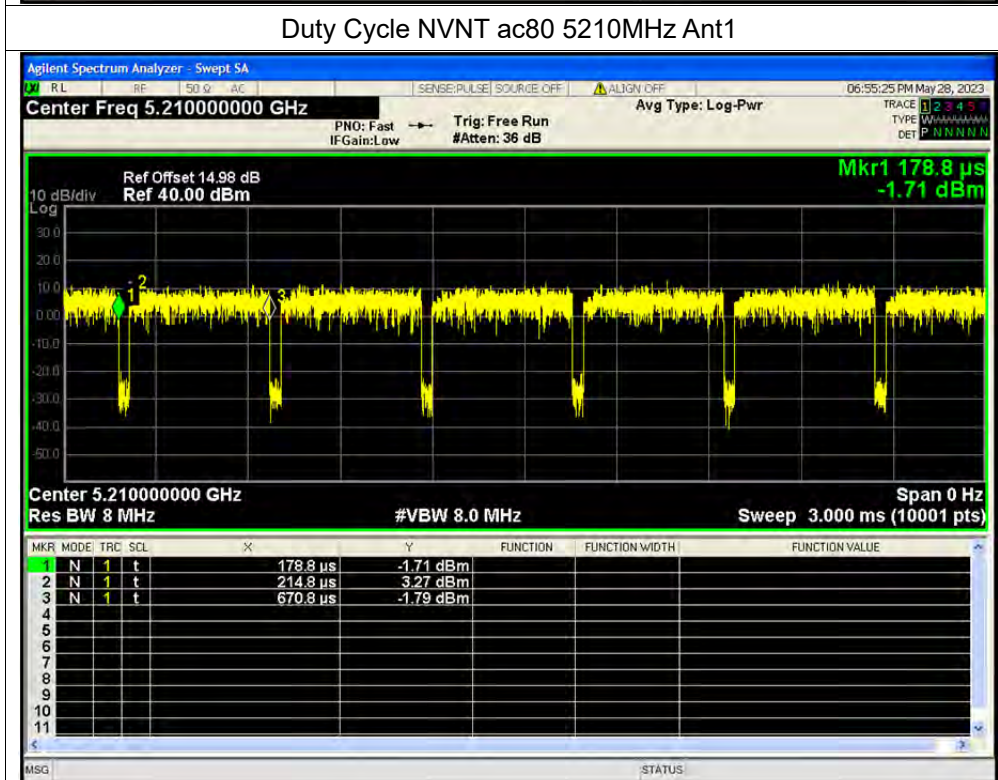 Duty Cycle NVNT ac80 5210MHz Ant1
Agilent Spectrum Analyzer - Swept SA
RL RF 50 Ω AC SENSE:PULSE SOURCE OFF ALIGN OFF 06:55:25 PM May 28, 2023
Center Freq 5.210000000 GHz Avg Type: Log-Pwr TRACE 1 2 3 4 5
PNO: Fast Trig: Free Run TYPE
IFGain:Low #Atten: 36 dB DET P N N N N N
Mkr1 178.8 µs
-1.71 dBm
Ref Offset 14.98 dB
10 dB/div Ref 40.00 dBm
Log
30.0
20.0
10.0
0.00
-10.0
-20.0
-30.0
-40.0
-50.0
1 2 3
Center 5.210000000 GHz Span 0 Hz
Res BW 8 MHz #VBW 8.0 MHz Sweep 3.000 ms (10001 pts)
MKR MODE TRC SCL X Y FUNCTION FUNCTION WIDTH FUNCTION VALUE
1 N 1 t 178.8 µs -1.71 dBm
2 N 1 t 214.8 µs 3.27 dBm
3 N 1 t 670.8 µs -1.79 dBm
4
5
6
7
8
9
10
11
MSG STATUS